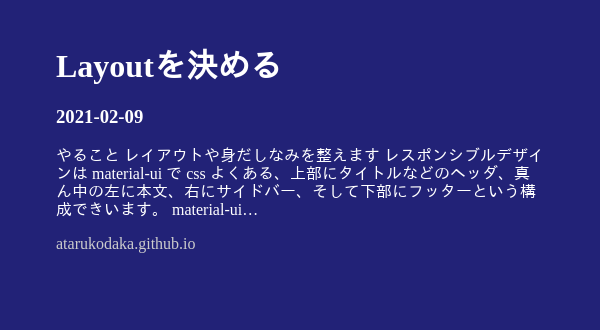 Layoutを決める
2021-02-09
やること レイアウトや身だしなみを整えます レスポンシブルデザイ
ンは material-ui で css よくある、上部にタイトルなどのヘッダ、真
ん中の左に本文、右にサイドバー、そして下部にフッターという構
成できいます。 material-ui…
atarukodaka.github.io